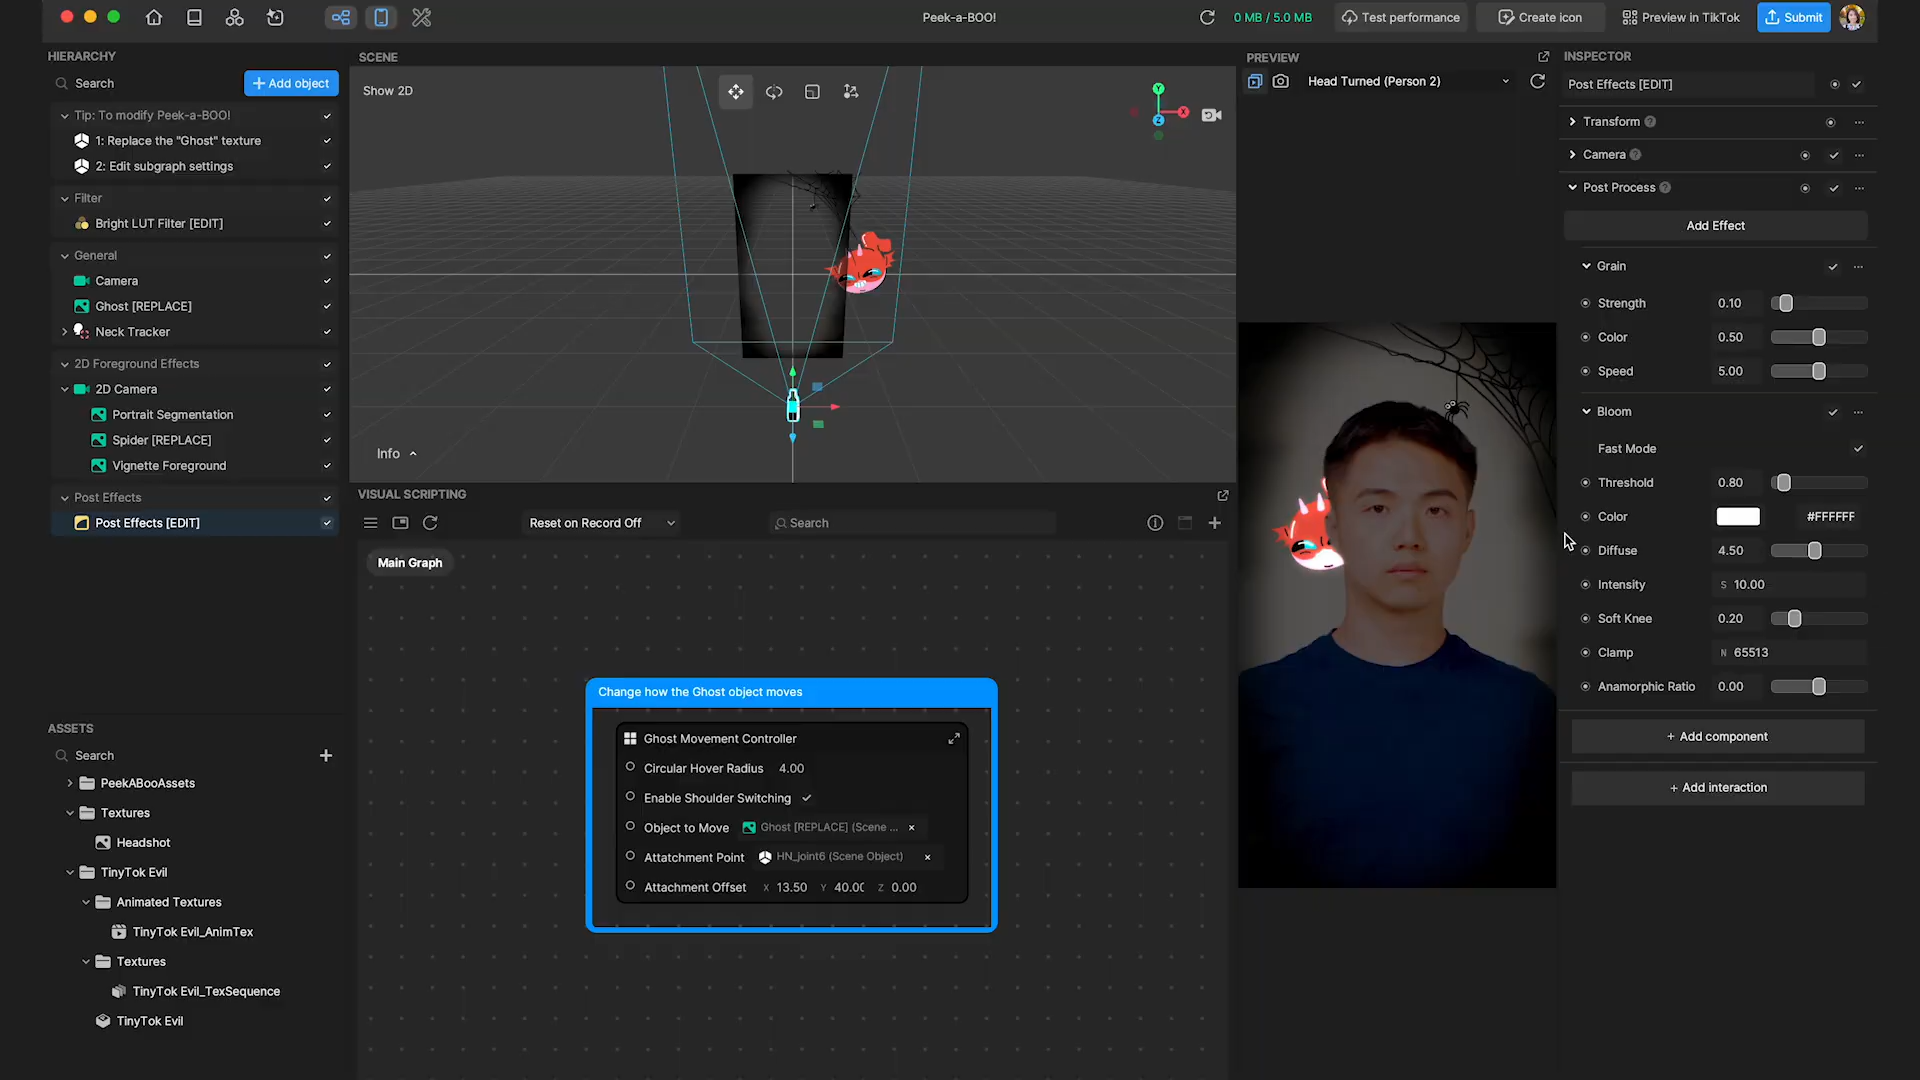 Peek-a-BOO!
0 MB / 5.0 MB
Test performance
Create icon
Preview in TikTok
Submit
HIERARCHY
Search
Add object
Tip: To modify Peek-a-BOO!
1: Replace the "Ghost" texture
2: Edit subgraph settings
Filter
Bright LUT Filter [EDIT]
General
Camera
Ghost [REPLACE]
Neck Tracker
2D Foreground Effects
2D Camera
Portrait Segmentation
Spider [REPLACE]
Vignette Foreground
Post Effects
Post Effects [EDIT]
ASSETS
Search
PeekABooAssets
Textures
Headshot
TinyTok Evil
Animated Textures
TinyTok Evil_AnimTex
Textures
TinyTok Evil_TexSequence
TinyTok Evil
SCENE
Show 2D
Y
X
Z
Info
VISUAL SCRIPTING
Reset on Record Off
Search
Main Graph
Change how the Ghost object moves
Ghost Movement Controller
Circular Hover Radius 4.00
Enable Shoulder Switching
Object to Move Ghost [REPLACE] (Scene ...
Attatchment Point HN_joint6 (Scene Object)
Attachment Offset X 13.50 Y 40.00 Z 0.00
PREVIEW
Head Turned (Person 2)
INSPECTOR
Post Effects [EDIT]
Transform
Camera
Post Process
Add Effect
Grain
Strength 0.10
Color 0.50
Speed 5.00
Bloom
Fast Mode
Threshold 0.80
Color #FFFFFF
Diffuse 4.50
Intensity S 10.00
Soft Knee 0.20
Clamp N 65513
Anamorphic Ratio 0.00
+ Add component
+ Add interaction